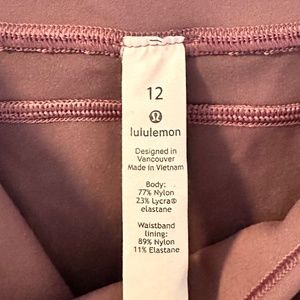 12
lululemon
Designed in
Vancouver
Made in Vietnam
Body:
77% Nylon
23% Lycra®
elastane
Waistband
lining:
89% Nylon
11% Elastane